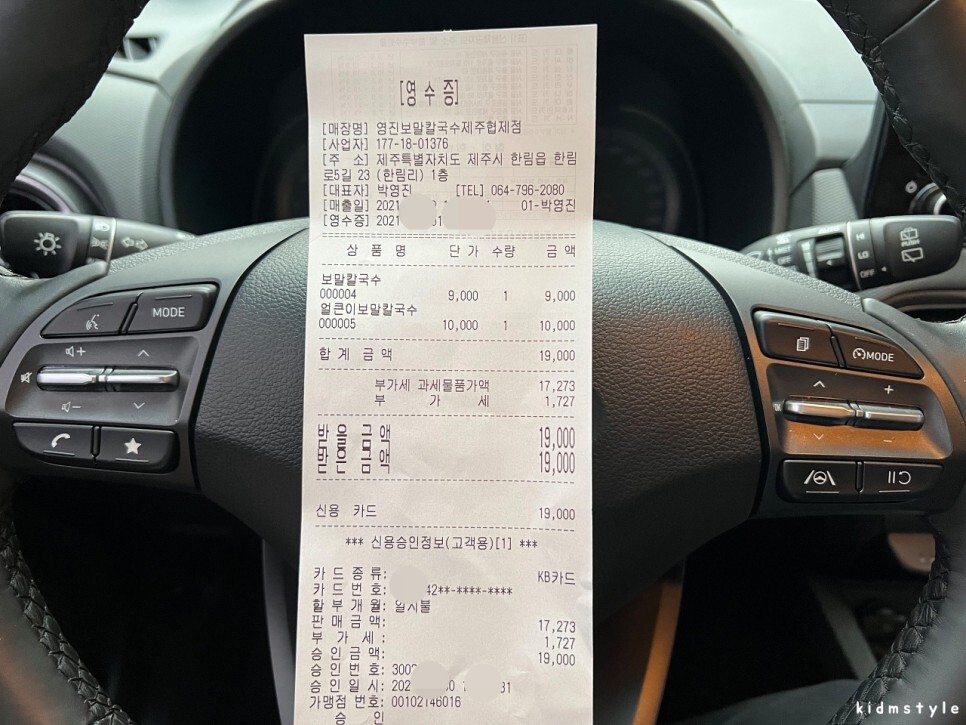 [영 수 증]
[매장명] 영진보말칼국수제주협제점
[사업자] 177-18-01376
[주 소] 제주특별자치도 제주시 한림읍 한림
로5길 23 (한림리) 1층
[대표자] 박영진 [TEL] 064-796-2080
[매출일] 2021 01-박영진
[영수증] 2021
상 품 명 단 가 수량 금 액
보말칼국수
000004 9,000 1 9,000
얼큰이보말칼국수
000005 10,000 1 10,000
합 계 금 액 19,000
부가세 과세물품가액 17,273
부 가 세 1,727
받 을 금 액 19,000
받 은 금 액 19,000
신용 카드 19,000
*** 신용승인정보(고객용)[1] ***
카 드 종 류: KB카드
카 드 번 호: 42**-****-****
할 부 개 월: 일시불
판 매 금 액: 17,273
부 가 세 : 1,727
승 인 금 액: 19,000
승 인 번 호: 300
승 인 일 시: 202 31
가맹점 번호: 00102146016
승 인
MODE
MODE
HI
LO
OFF
PUSH
OFF
kidmstyle